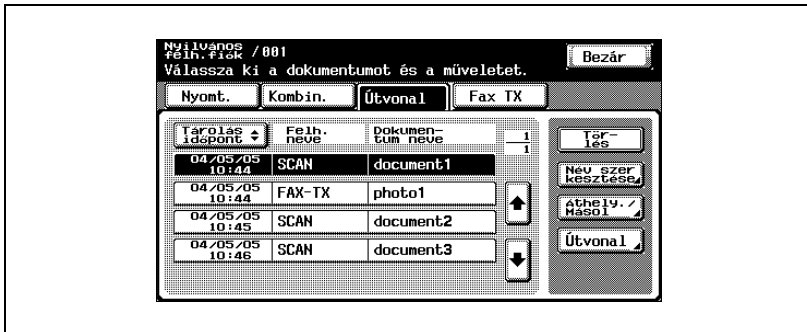 Nyilvános
félh.fiók /001
Válassza ki a dokumentumot és a műveletet.
Bezár
Nyomt.
Kombin.
Útvonal
Fax TX
Tárolás
időpont
Felh.
neve
Dokumen-
tum neve
1
1
04/05/05
10:44
SCAN
document1
04/05/05
10:44
FAX-TX
photo1
04/05/05
10:45
SCAN
document2
04/05/05
10:46
SCAN
document3
Tör-
lés
Név szer
kesztése
Áthely./
Másol
Útvonal